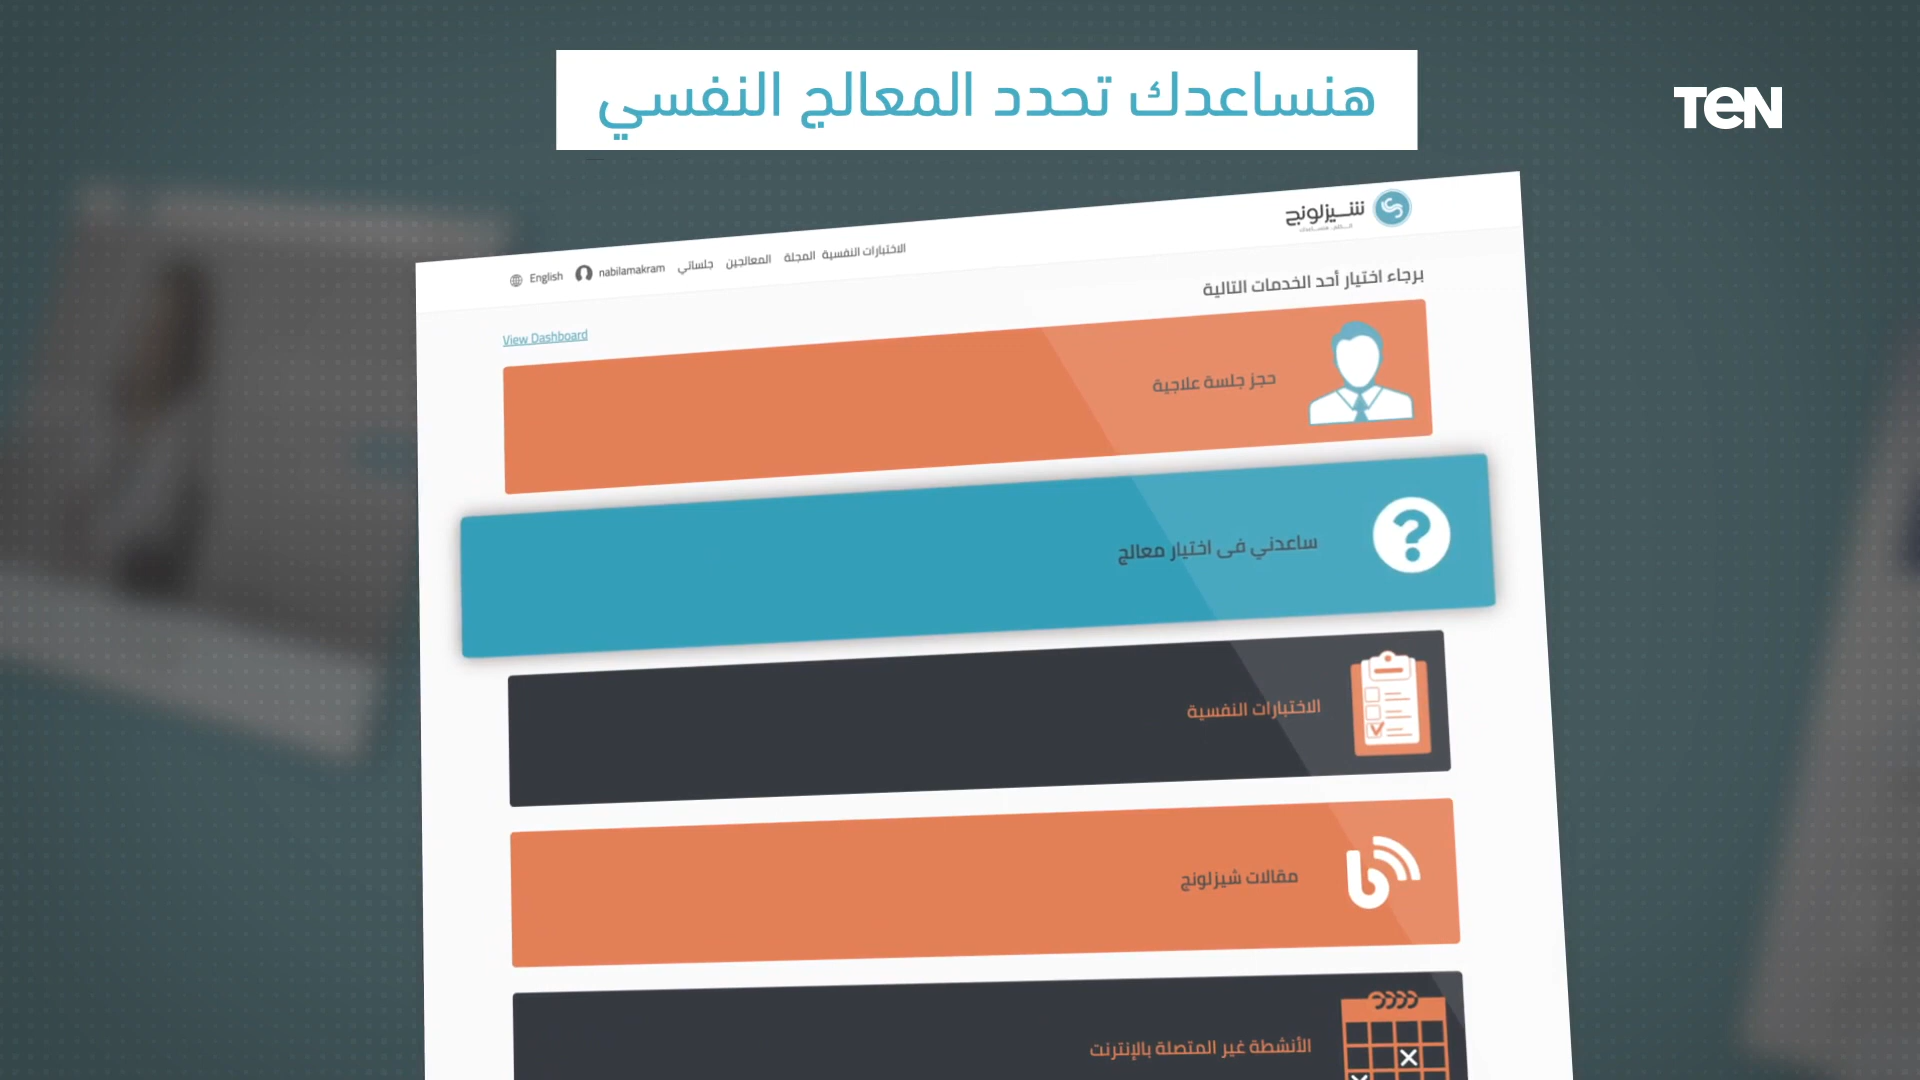 هنساعدك تحدد المعالج النفسي
TEN
شيزلونج
الاختبارات النفسية المجلة المعالجين جلساتي nabilamakram English
برجاء اختيار أحد الخدمات التالية
View Dashboard
حجز جلسة علاجية
ساعدني فى اختيار معالج
الاختبارات النفسية
مقالات شيزلونج
الأنشطة غير المتصلة بالإنترنت